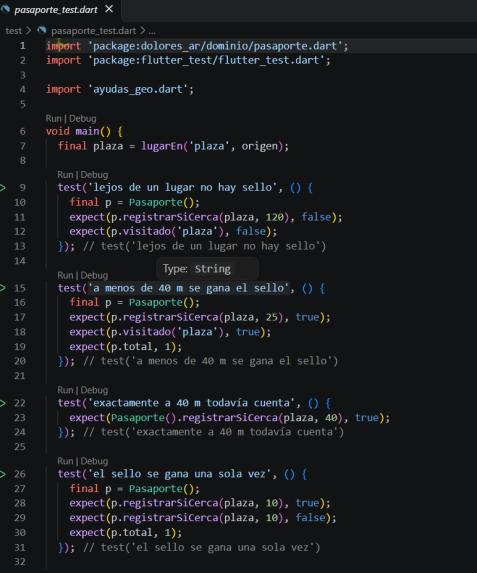 pasaporte_test.dart
test > pasaporte_test.dart > ...
1 import 'package:dolores_ar/dominio/pasaporte.dart';
2 import 'package:flutter_test/flutter_test.dart';
3
4 import 'ayudas_geo.dart';
5
Run | Debug
6 void main() {
7 final plaza = lugarEn('plaza', origen);
8
Run | Debug
9 test('lejos de un lugar no hay sello', () {
10 final p = Pasaporte();
11 expect(p.registrarSiCerca(plaza, 120), false);
12 expect(p.visitado('plaza'), false);
13 }); // test('lejos de un lugar no hay sello')
14
Type: String
Run | Debug
15 test('a menos de 40 m se gana el sello', () {
16 final p = Pasaporte();
17 expect(p.registrarSiCerca(plaza, 25), true);
18 expect(p.visitado('plaza'), true);
19 expect(p.total, 1);
20 }); // test('a menos de 40 m se gana el sello')
21
Run | Debug
22 test('exactamente a 40 m todavía cuenta', () {
23 expect(Pasaporte().registrarSiCerca(plaza, 40), true);
24 }); // test('exactamente a 40 m todavía cuenta')
25
Run | Debug
26 test('el sello se gana una sola vez', () {
27 final p = Pasaporte();
28 expect(p.registrarSiCerca(plaza, 10), true);
29 expect(p.registrarSiCerca(plaza, 10), false);
30 expect(p.total, 1);
31 }); // test('el sello se gana una sola vez')
32